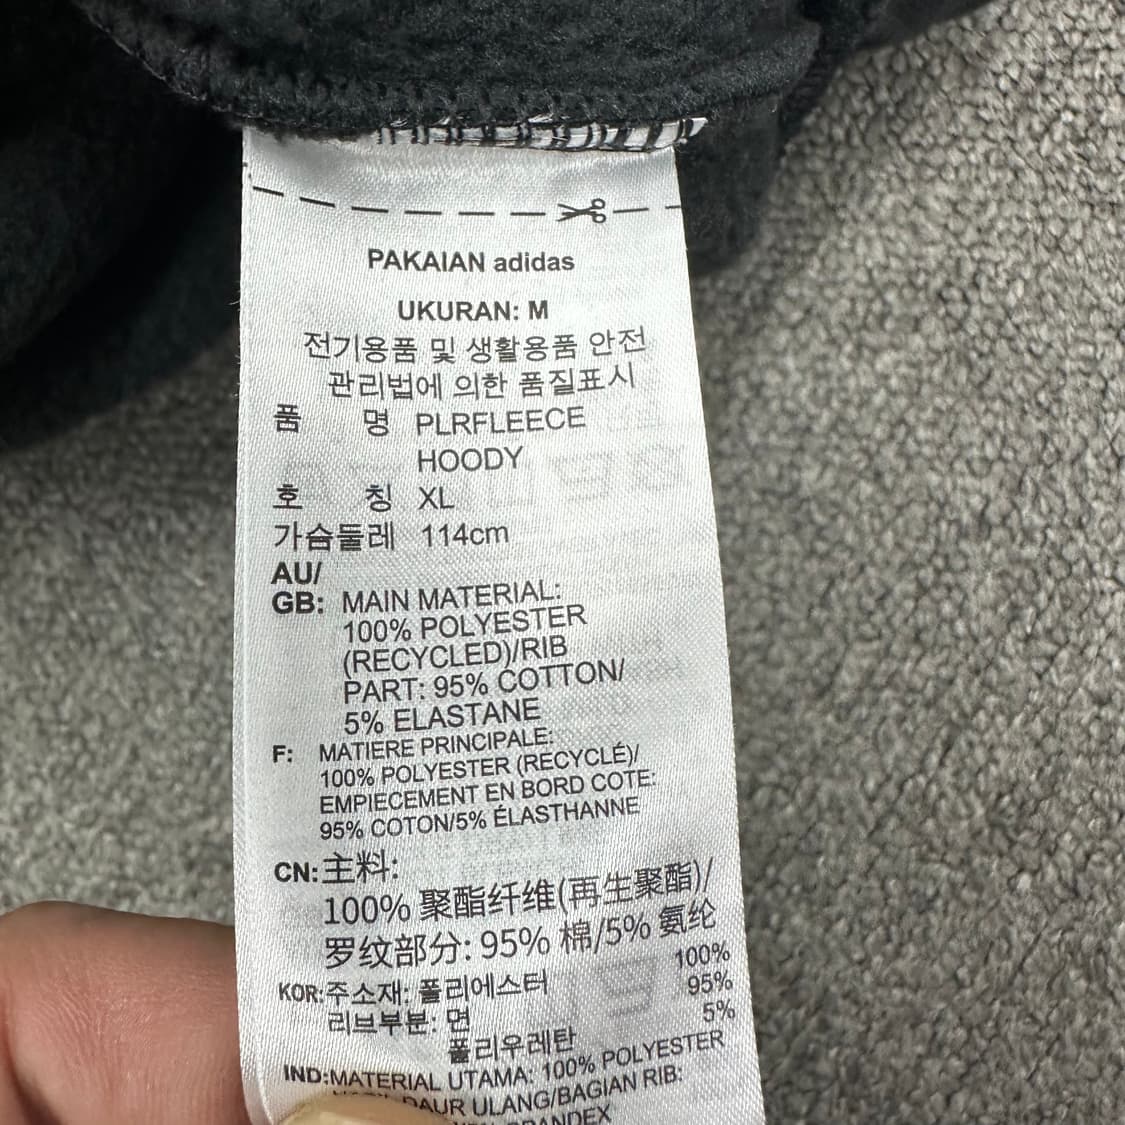 PAKAIAN adidas
UKURAN: M
전기용품 및 생활용품 안전
관리법에 의한 품질표시
품 명 PLRFLEECE
HOODY
호 칭 XL
가슴둘레 114cm
AU/
GB: MAIN MATERIAL:
100% POLYESTER
(RECYCLED)/RIB
PART: 95% COTTON/
5% ELASTANE
F: MATIERE PRINCIPALE:
100% POLYESTER (RECYCLÉ)/
EMPIECEMENT EN BORD COTE:
95% COTON/5% ÉLASTHANNE
CN: 主料:
100% 聚酯纤维(再生聚酯)/
罗纹部分: 95% 棉/5% 氨纶
KOR: 주소재: 폴리에스터 100%
리브부분: 면 95%
폴리우레탄 5%
IND: MATERIAL UTAMA: 100% POLYESTER
DAUR ULANG/BAGIAN RIB: